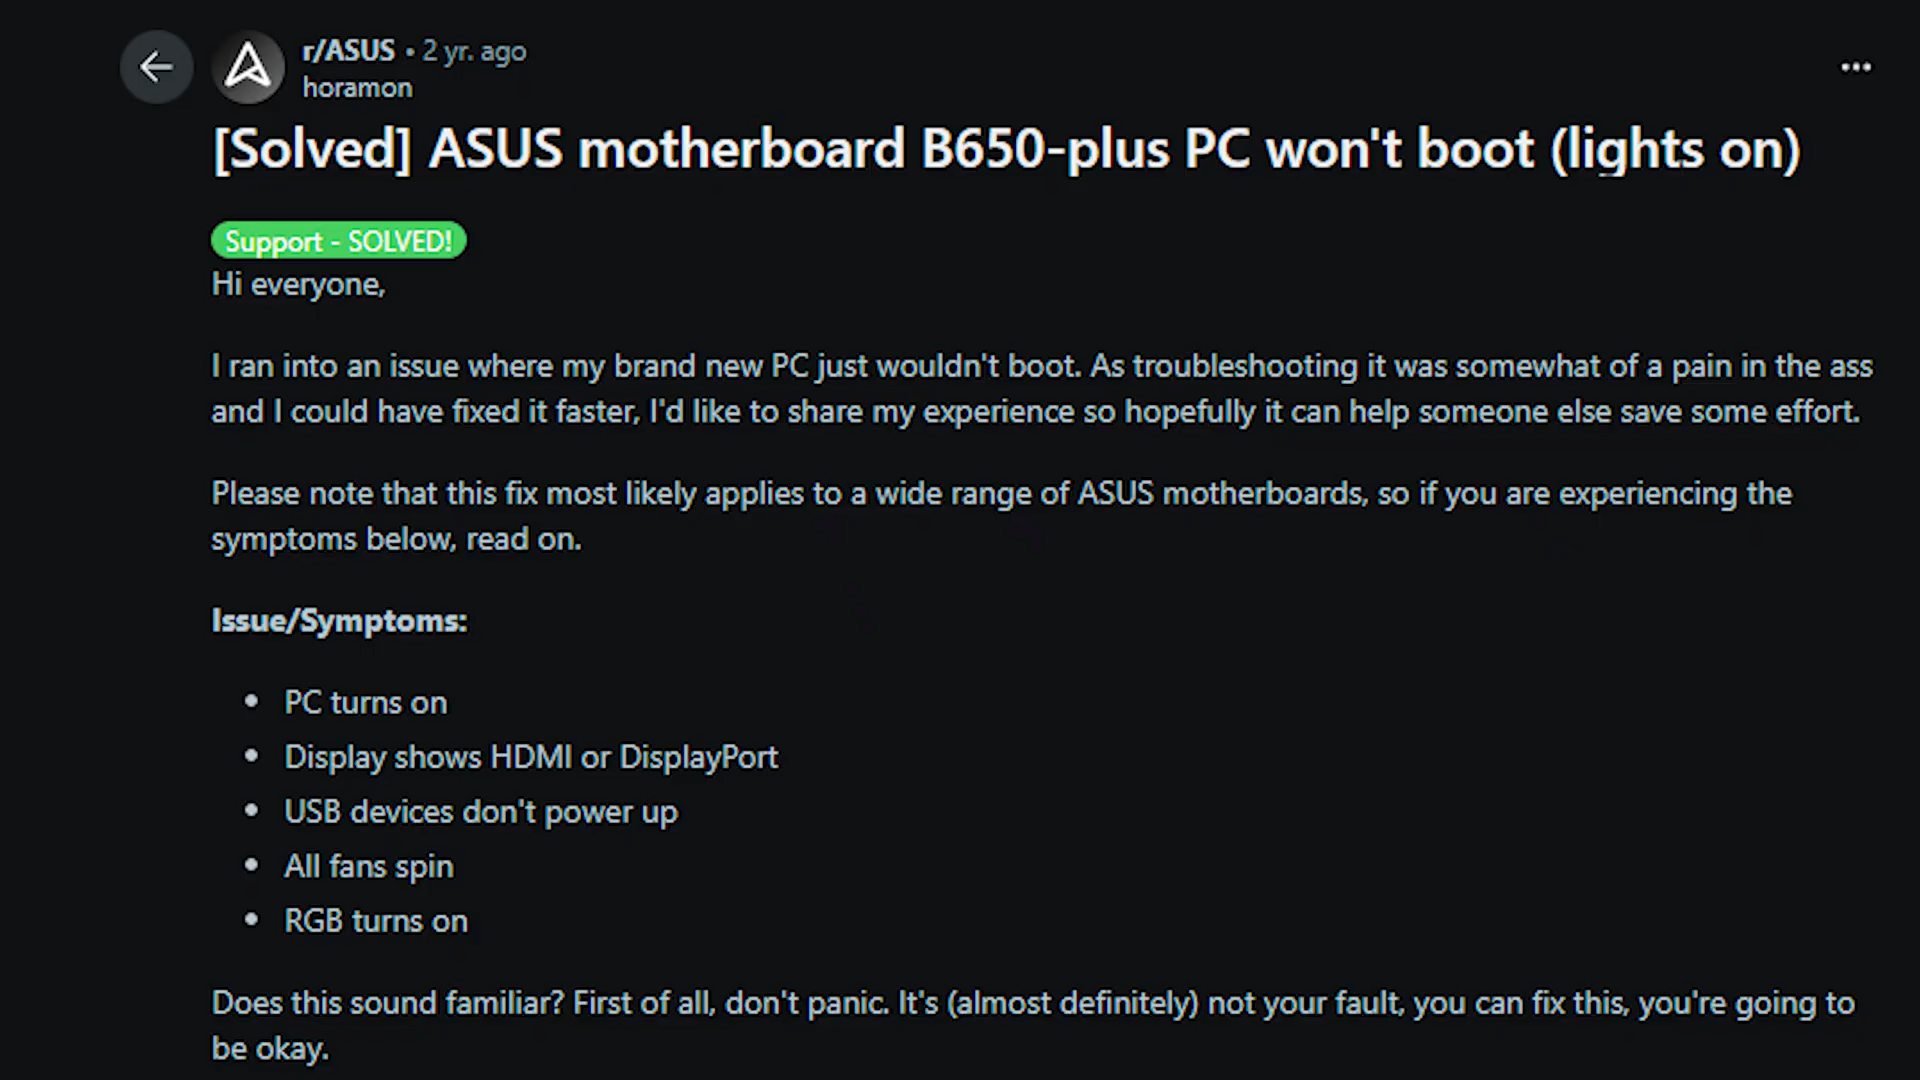 r/ASUS • 2 yr. ago
horamon
[Solved] ASUS motherboard B650-plus PC won't boot (lights on)
Support - SOLVED!
Hi everyone,
I ran into an issue where my brand new PC just wouldn't boot. As troubleshooting it was somewhat of a pain in the ass
and I could have fixed it faster, I'd like to share my experience so hopefully it can help someone else save some effort.
Please note that this fix most likely applies to a wide range of ASUS motherboards, so if you are experiencing the
symptoms below, read on.
Issue/Symptoms:
• PC turns on
• Display shows HDMI or DisplayPort
• USB devices don't power up
• All fans spin
• RGB turns on
Does this sound familiar? First of all, don't panic. It's (almost definitely) not your fault, you can fix this, you're going to
be okay.